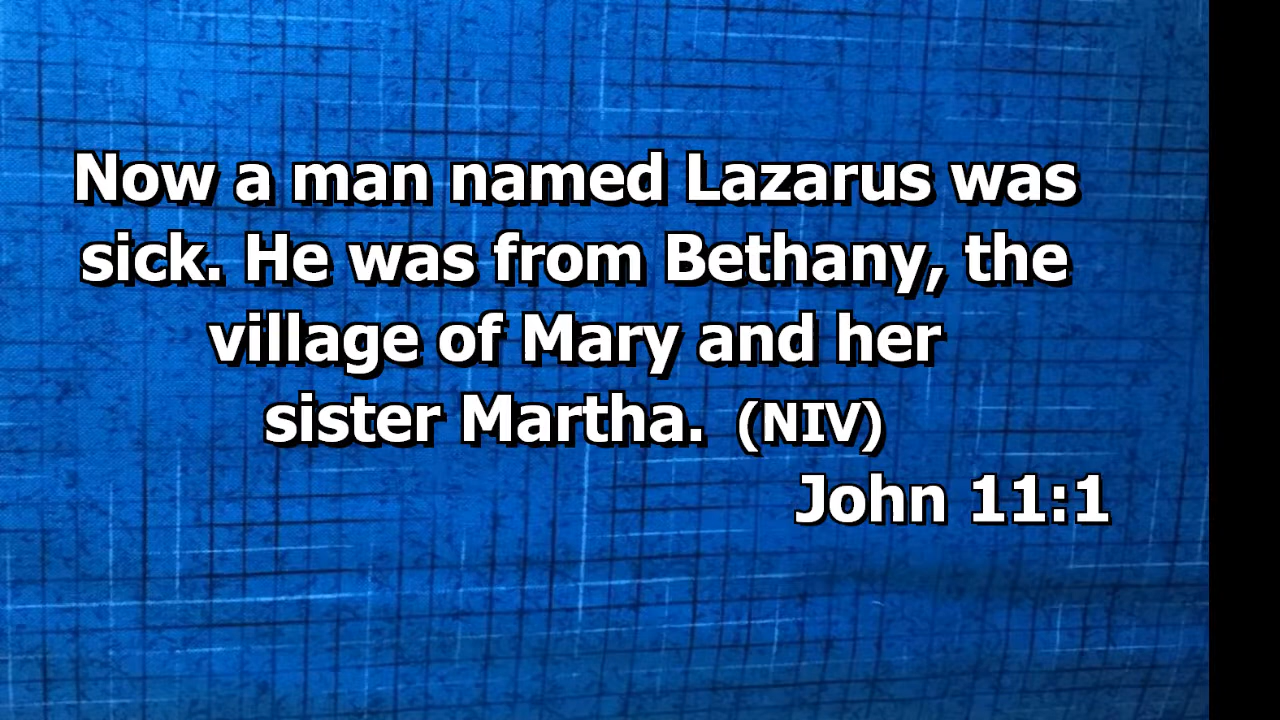 Now a man named Lazarus was
sick. He was from Bethany, the
village of Mary and her
sister Martha. (NIV)
John 11:1